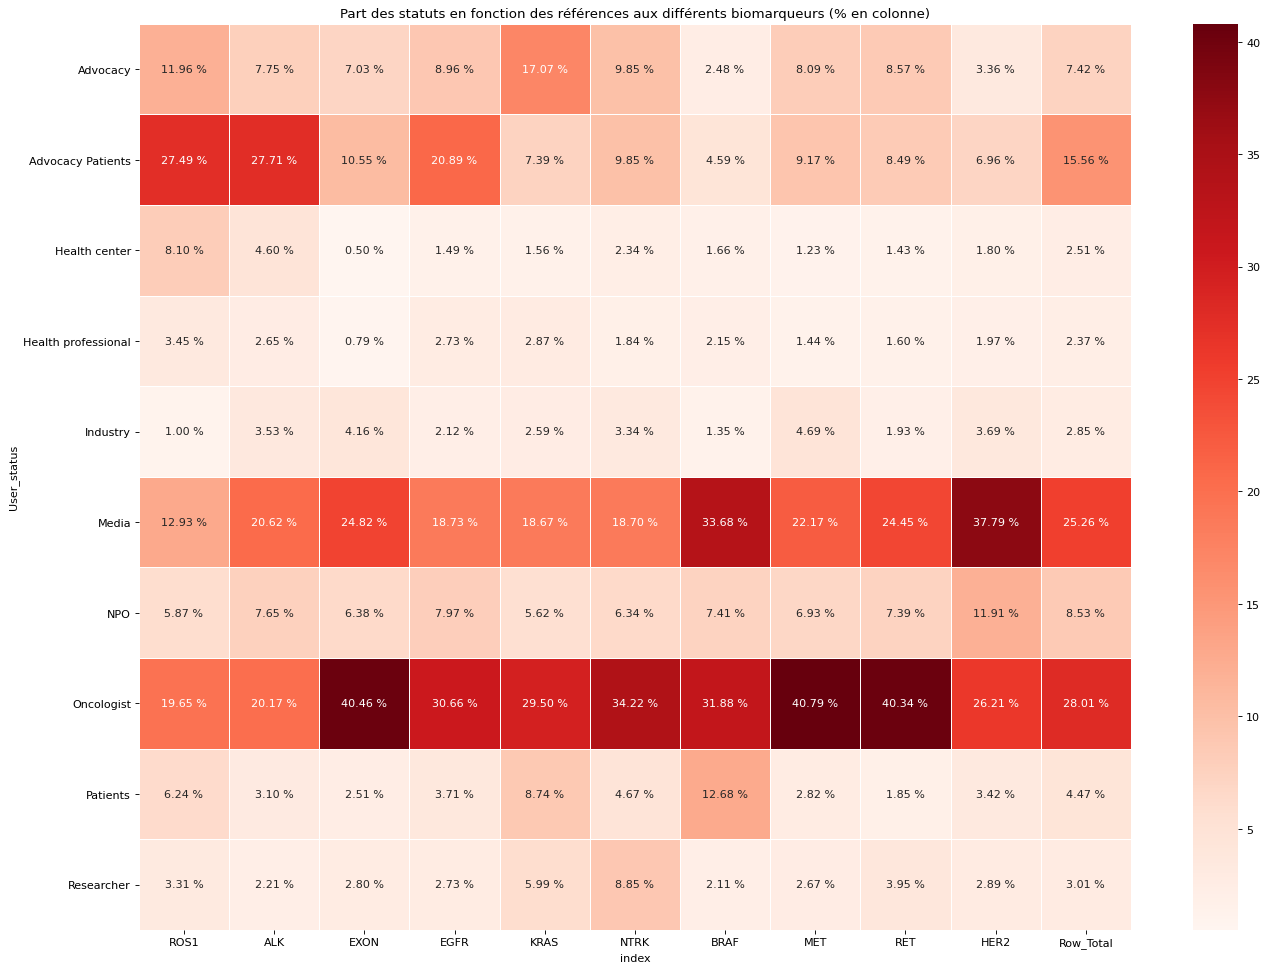 Part des statuts en fonction des références aux différents biomarqueurs (% en colonne)
Advocacy 11.96 % 7.75 % 7.03 % 8.96 % 17.07 % 9.85 % 2.48 % 8.09 % 8.57 % 3.36 % 7.42 %
Advocacy Patients 27.49 % 27.71 % 10.55 % 20.89 % 7.39 % 9.85 % 4.59 % 9.17 % 8.49 % 6.96 % 15.56 %
Health center 8.10 % 4.60 % 0.50 % 1.49 % 1.56 % 2.34 % 1.66 % 1.23 % 1.43 % 1.80 % 2.51 %
Health professional 3.45 % 2.65 % 0.79 % 2.73 % 2.87 % 1.84 % 2.15 % 1.44 % 1.60 % 1.97 % 2.37 %
Industry 1.00 % 3.53 % 4.16 % 2.12 % 2.59 % 3.34 % 1.35 % 4.69 % 1.93 % 3.69 % 2.85 %
Media 12.93 % 20.62 % 24.82 % 18.73 % 18.67 % 18.70 % 33.68 % 22.17 % 24.45 % 37.79 % 25.26 %
NPO 5.87 % 7.65 % 6.38 % 7.97 % 5.62 % 6.34 % 7.41 % 6.93 % 7.39 % 11.91 % 8.53 %
Oncologist 19.65 % 20.17 % 40.46 % 30.66 % 29.50 % 34.22 % 31.88 % 40.79 % 40.34 % 26.21 % 28.01 %
Patients 6.24 % 3.10 % 2.51 % 3.71 % 8.74 % 4.67 % 12.68 % 2.82 % 1.85 % 3.42 % 4.47 %
Researcher 3.31 % 2.21 % 2.80 % 2.73 % 5.99 % 8.85 % 2.11 % 2.67 % 3.95 % 2.89 % 3.01 %
ROS1 ALK EXON EGFR KRAS NTRK BRAF MET RET HER2 Row_Total
index
User_status
40
35
30
25
20
15
10
5